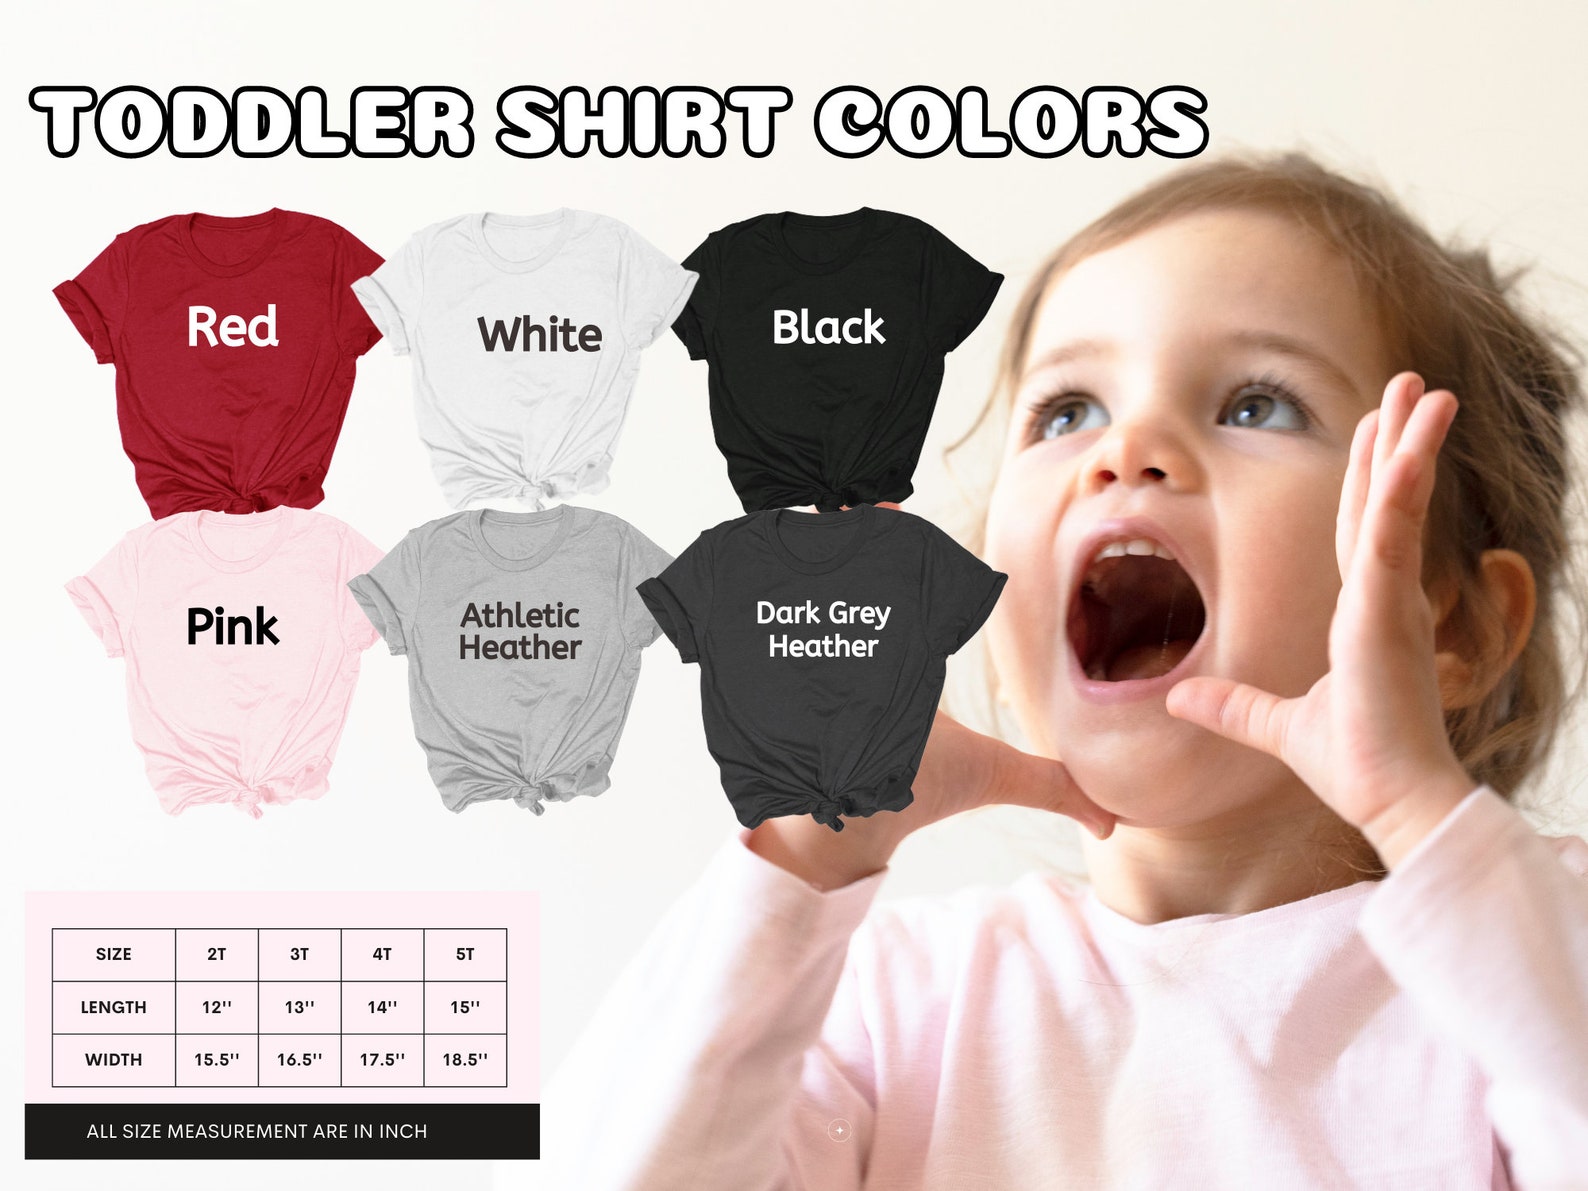 TODDLER SHIRT COLORS
Red
White
Black
Pink
Athletic
Heather
Dark Grey
Heather
SIZE 2T 3T 4T 5T
LENGTH 12'' 13'' 14'' 15''
WIDTH 15.5'' 16.5'' 17.5'' 18.5''
ALL SIZE MEASUREMENT ARE IN INCH